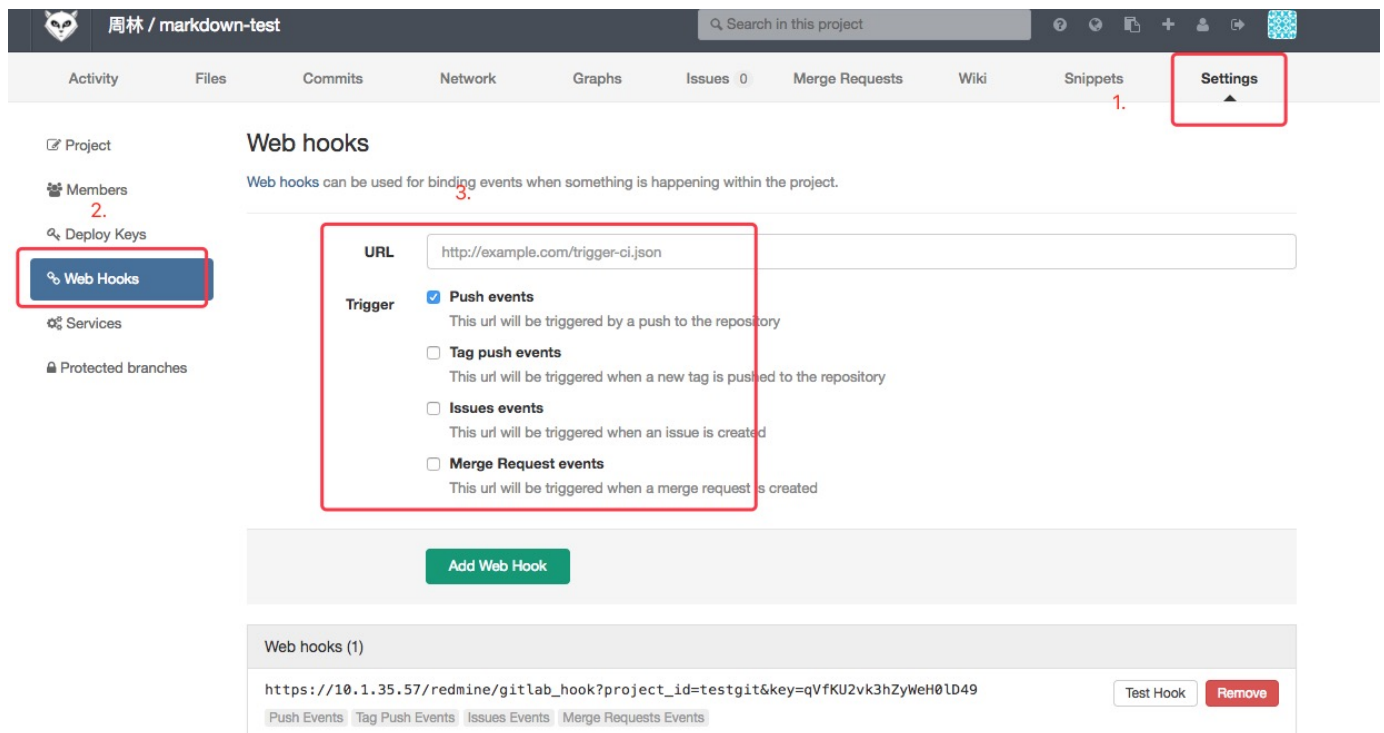 周林 / markdown-test
Search in this project
Activity Files Commits Network Graphs Issues 0 Merge Requests Wiki Snippets Settings
1.
Project
Members
2.
Deploy Keys
Web Hooks
Services
Protected branches
Web hooks
Web hooks can be used for binding events when something is happening within the project.
3.
URL http://example.com/trigger-ci.json
Trigger Push events
This url will be triggered by a push to the repository
Tag push events
This url will be triggered when a new tag is pushed to the repository
Issues events
This url will be triggered when an issue is created
Merge Request events
This url will be triggered when a merge request is created
Add Web Hook
Web hooks (1)
https://10.1.35.57/redmine/gitlab_hook?project_id=testgit&key=qVfKU2vk3hZyWeH0lD49 Test Hook Remove
Push Events Tag Push Events Issues Events Merge Requests Events